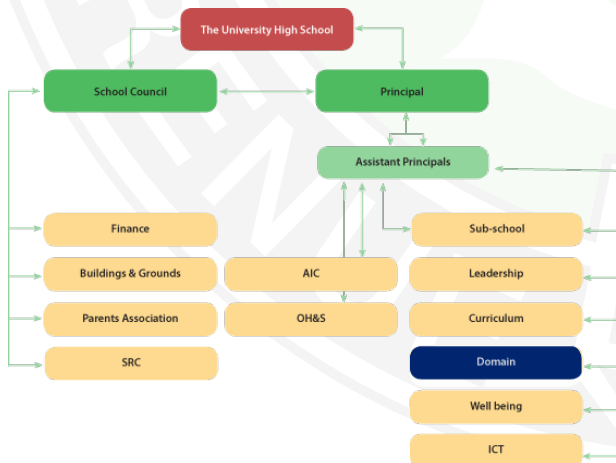 The University High School
School Council
Principal
Assistant Principals
Finance
Sub-school
Buildings & Grounds
AIC
Leadership
Parents Association
OH&S
Curriculum
SRC
Domain
Well being
ICT